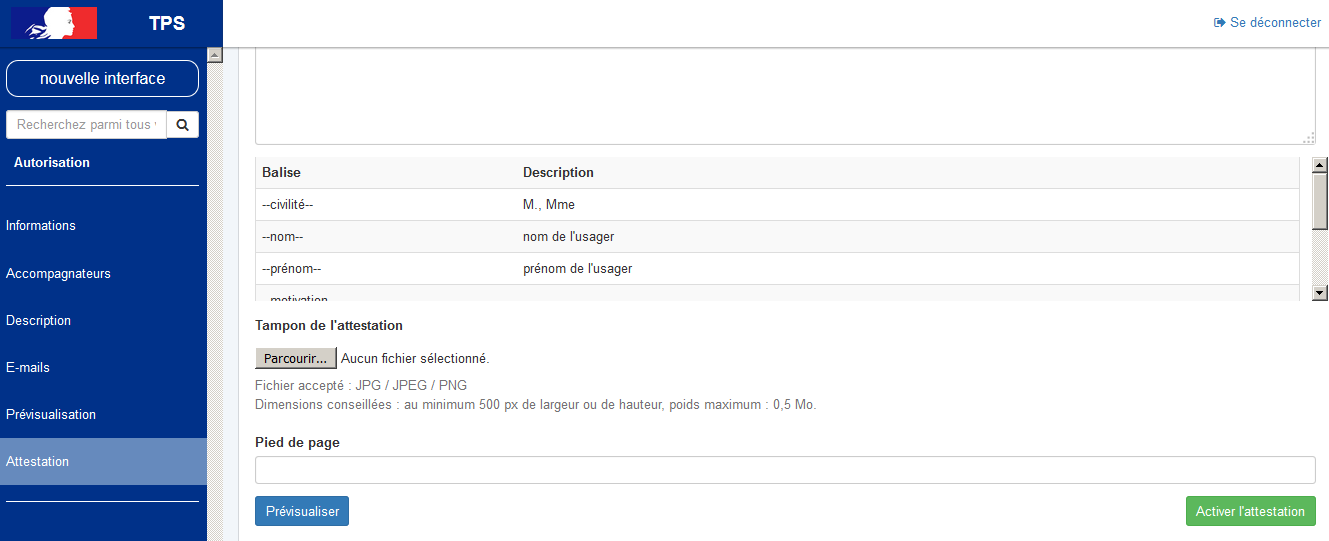 TPS
Se déconnecter
nouvelle interface
Recherchez parmi tous
Autorisation
Informations
Accompagnateurs
Description
E-mails
Prévisualisation
Attestation
Balise Description
--civilité-- M., Mme
--nom-- nom de l'usager
--prénom-- prénom de l'usager
--motivation
Tampon de l'attestation
Parcourir... Aucun fichier sélectionné.
Fichier accepté : JPG / JPEG / PNG
Dimensions conseillées : au minimum 500 px de largeur ou de hauteur, poids maximum : 0,5 Mo.
Pied de page
Prévisualiser
Activer l'attestation